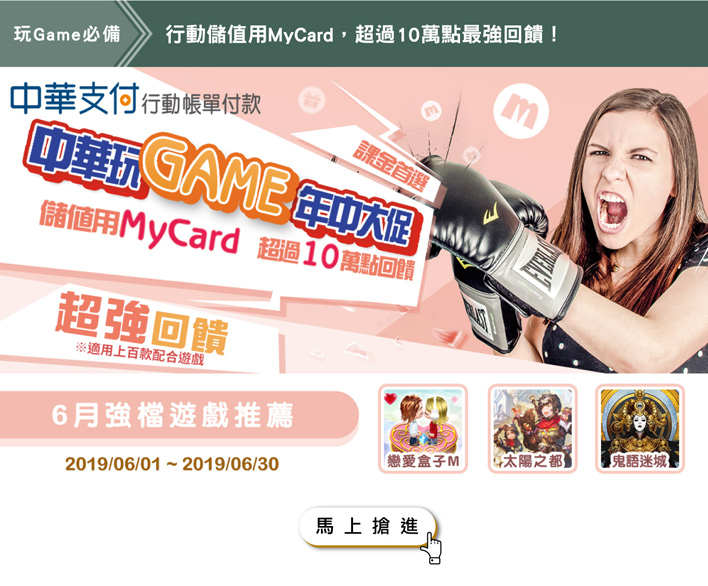 玩Game必備
行動儲值用MyCard，超過10萬點最強回饋！
中華支付 行動帳單付款
課金首選
中華玩GAME年中大促
儲值用MyCard 超過10萬點回饋
超強回饋
※適用上百款配合遊戲
EVERLAST
6月強檔遊戲推薦
2019/06/01 ~ 2019/06/30
戀愛盒子M
太陽之都
鬼語迷城
馬上搶進